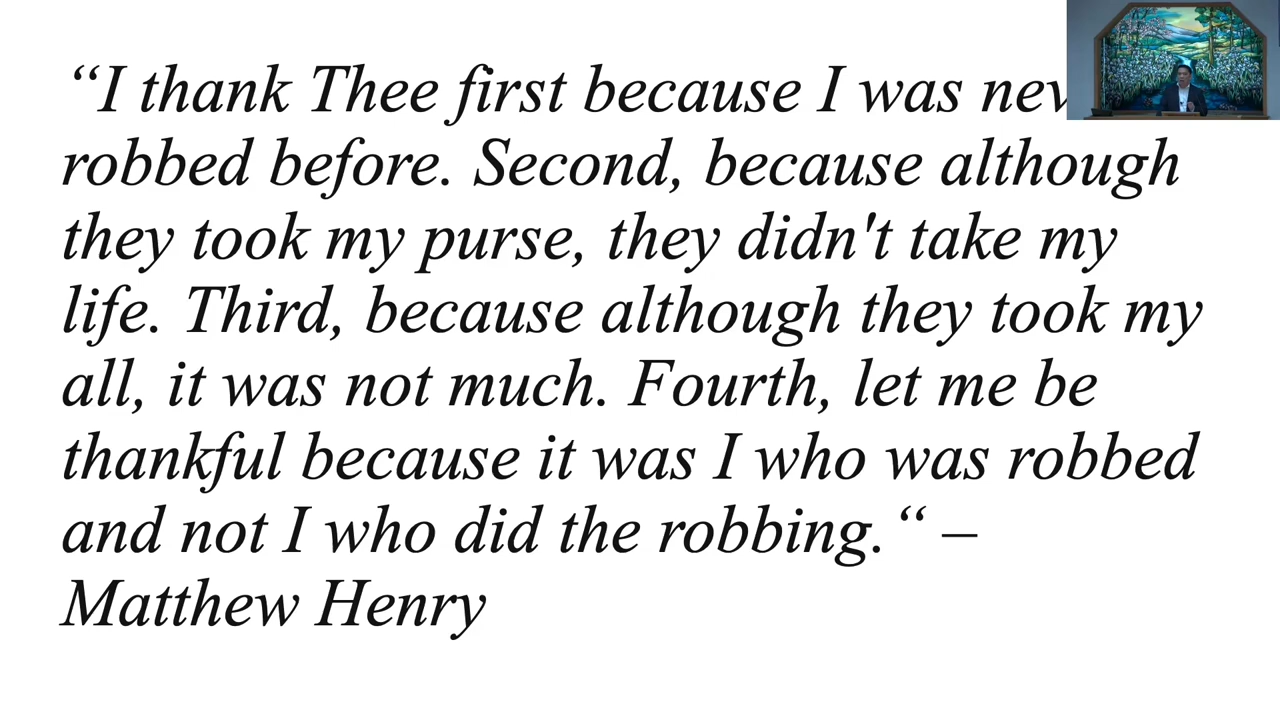 “I thank Thee first because I was
robbed before. Second, because although
they took my purse, they didn't take my
life. Third, because although they took my
all, it was not much. Fourth, let me be
thankful because it was I who was robbed
and not I who did the robbing.“ –
Matthew Henry